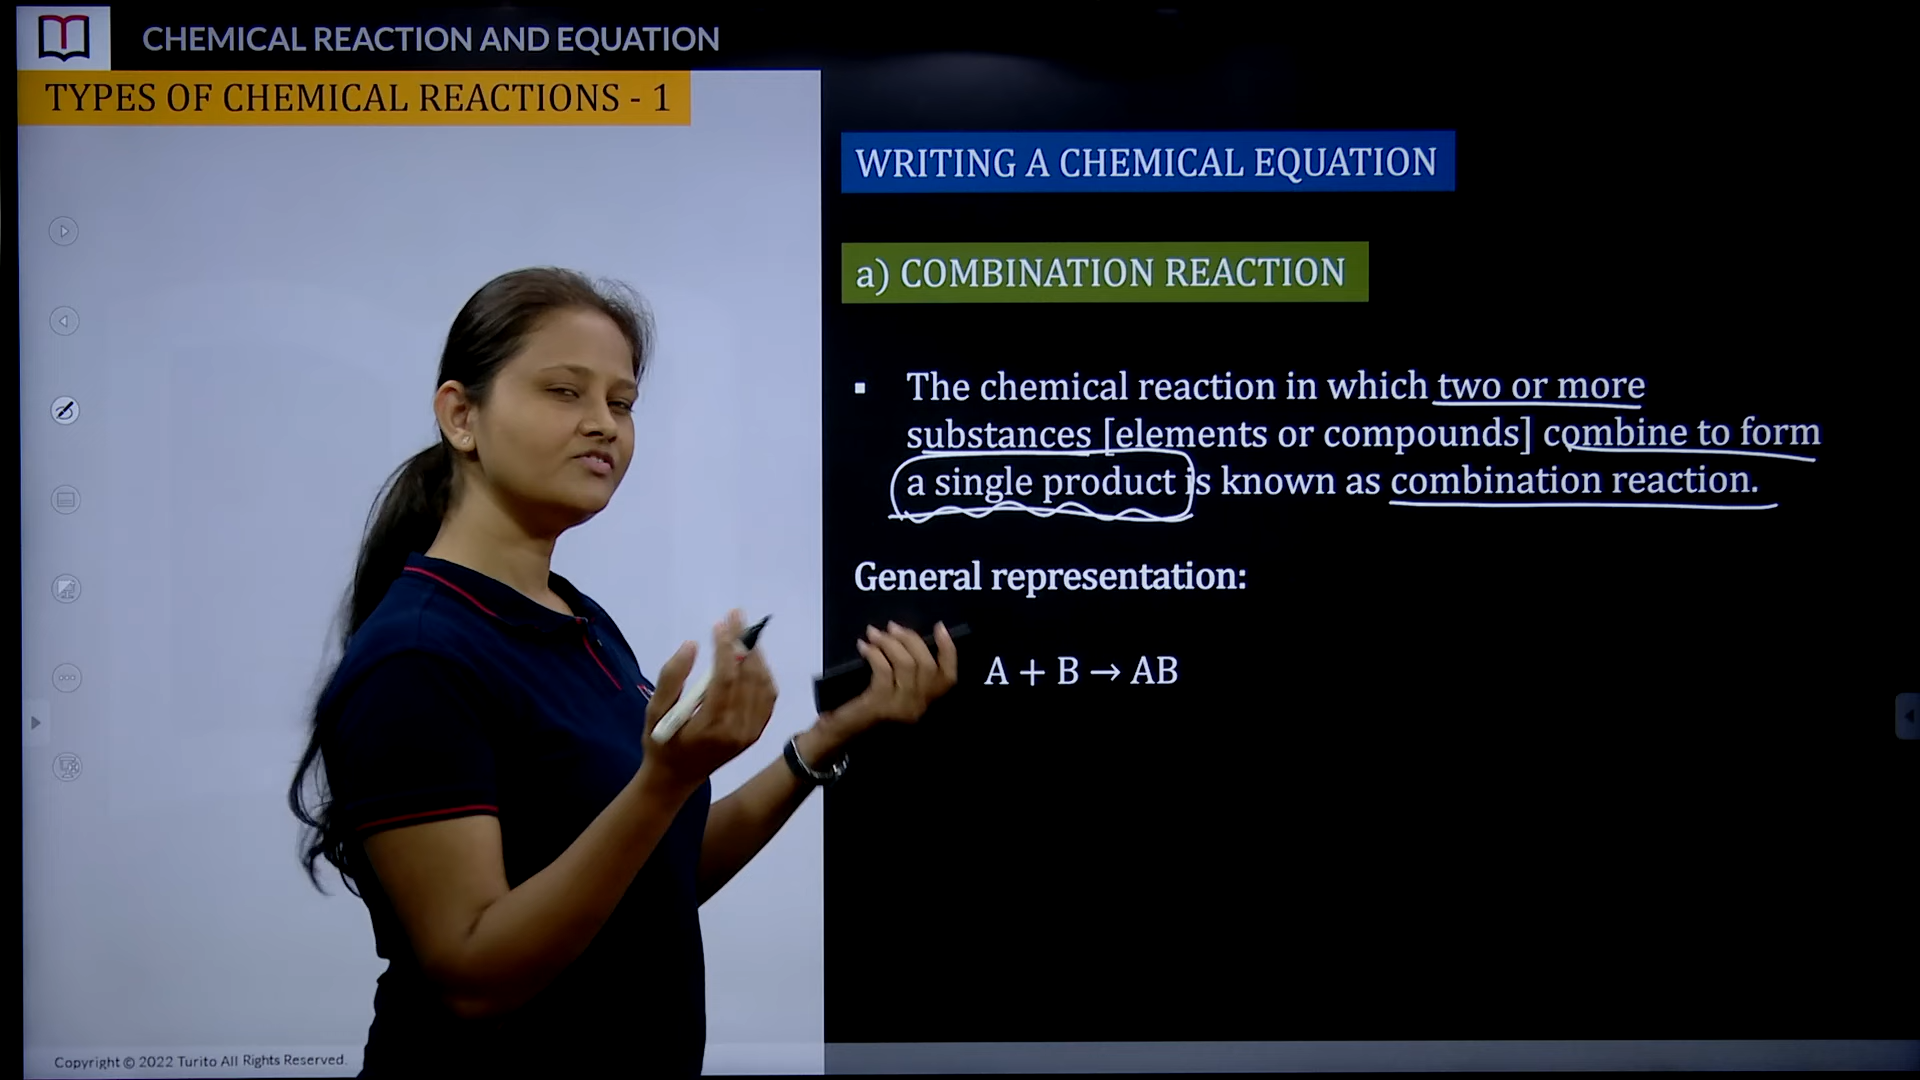 CHEMICAL REACTION AND EQUATION
TYPES OF CHEMICAL REACTIONS - 1
WRITING A CHEMICAL EQUATION
a) COMBINATION REACTION
▪ The chemical reaction in which two or more
substances [elements or compounds] combine to form
a single product is known as combination reaction.
General representation:
A + B → AB
Copyright © 2022 Turito All Rights Reserved.